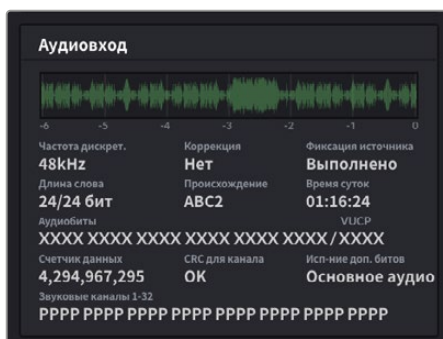 Аудиовход
-6 -5 -4 -3 -2 -1 0
Частота дискрет. Коррекция Фиксация источника
48kHz Нет Выполнено
Длина слова Происхождение Время суток
24/24 бит ABC2 01:16:24
Аудиобиты VUCP
XXXX XXXX XXXX XXXX XXXX XXXX/XXXX
Счетчик данных CRC для канала Исп-ние доп. битов
4,294,967,295 OK Основное аудио
Звуковые каналы 1-32
PPPP PPPP PPPP PPPP PPPP PPPP PPPP PPPP